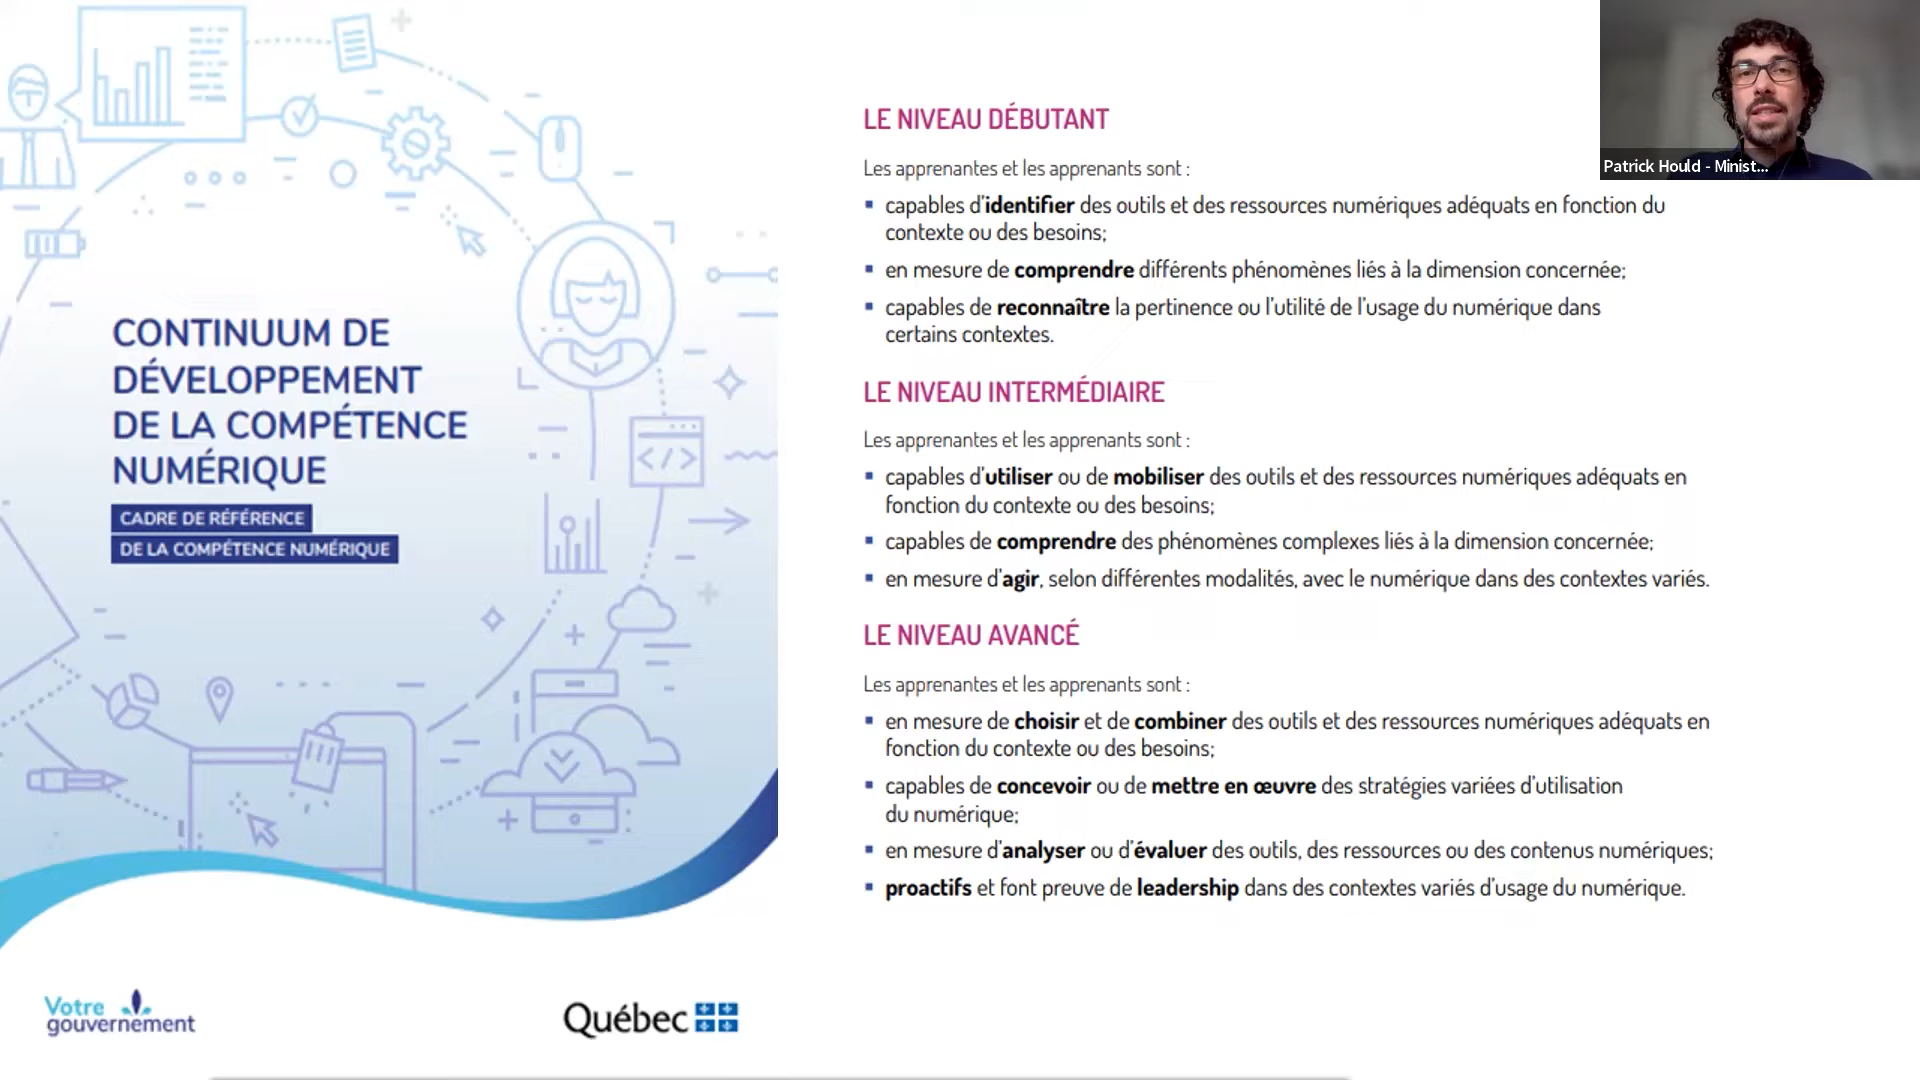 CONTINUUM DE
DÉVELOPPEMENT
DE LA COMPÉTENCE
NUMÉRIQUE
CADRE DE RÉFÉRENCE
DE LA COMPÉTENCE NUMÉRIQUE
Votre
gouvernement
Québec
LE NIVEAU DÉBUTANT
Les apprenantes et les apprenants sont :
capables d'identifier des outils et des ressources numériques adéquats en fonction du
contexte ou des besoins;
en mesure de comprendre différents phénomènes liés à la dimension concernée;
capables de reconnaître la pertinence ou l'utilité de l'usage du numérique dans
certains contextes.
LE NIVEAU INTERMÉDIAIRE
Les apprenantes et les apprenants sont :
capables d'utiliser ou de mobiliser des outils et des ressources numériques adéquats en
fonction du contexte ou des besoins;
capables de comprendre des phénomènes complexes liés à la dimension concernée;
en mesure d'agir, selon différentes modalités, avec le numérique dans des contextes variés.
LE NIVEAU AVANCÉ
Les apprenantes et les apprenants sont :
en mesure de choisir et de combiner des outils et des ressources numériques adéquats en
fonction du contexte ou des besoins;
capables de concevoir ou de mettre en œuvre des stratégies variées d'utilisation
du numérique;
en mesure d'analyser ou d'évaluer des outils, des ressources ou des contenus numériques;
proactifs et font preuve de leadership dans des contextes variés d'usage du numérique.
Patrick Hould - Minist...